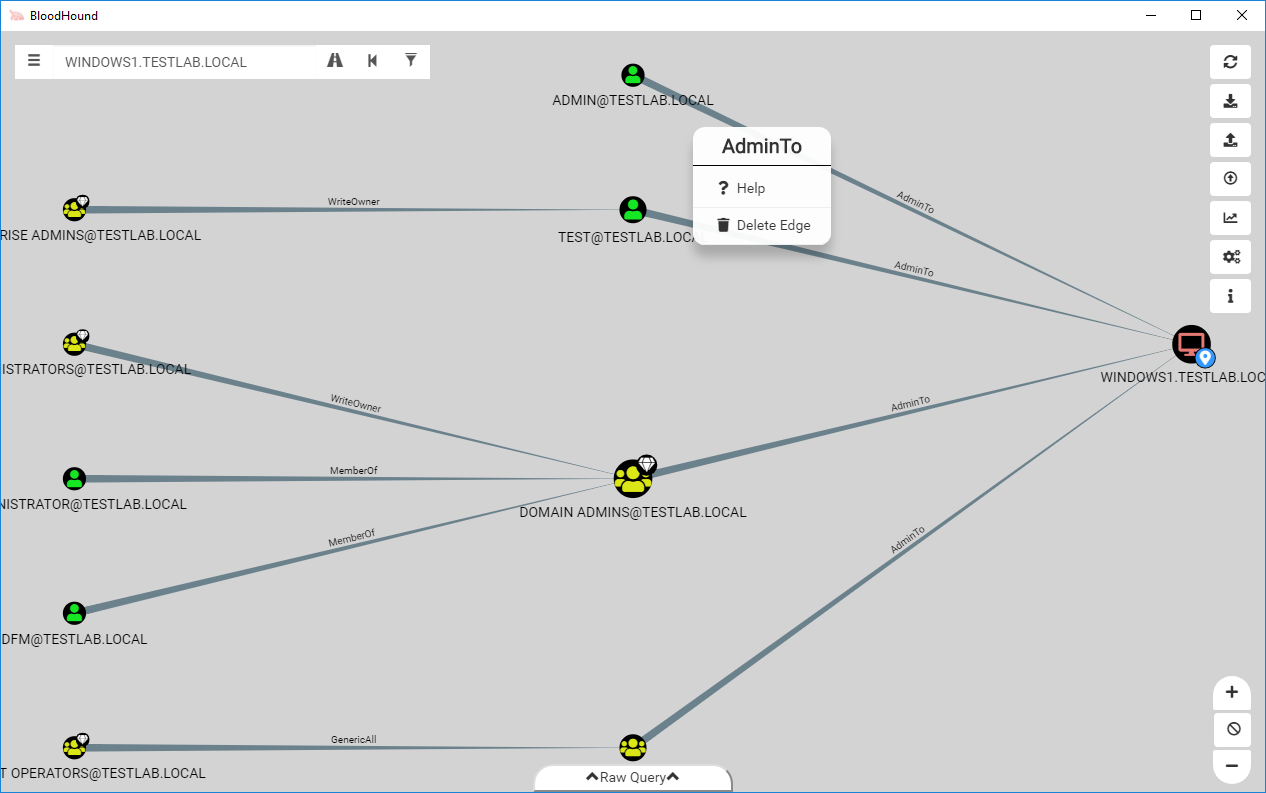 BloodHound
WINDOWS1.TESTLAB.LOCAL
ADMIN@TESTLAB.LOCAL
AdminTo
Help
Delete Edge
AdminTo
WriteOwner
RISE ADMINS@TESTLAB.LOCAL
TEST@TESTLAB.LOCA
AdminTo
ISTRATORS@TESTLAB.LOCAL
WINDOWS1.TESTLAB.LOC
WriteOwner
AdminTo
MemberOf
NISTRATOR@TESTLAB.LOCAL
DOMAIN ADMINS@TESTLAB.LOCAL
MemberOf
AdminTo
DFM@TESTLAB.LOCAL
GenericAll
T OPERATORS@TESTLAB.LOCAL
Raw Query